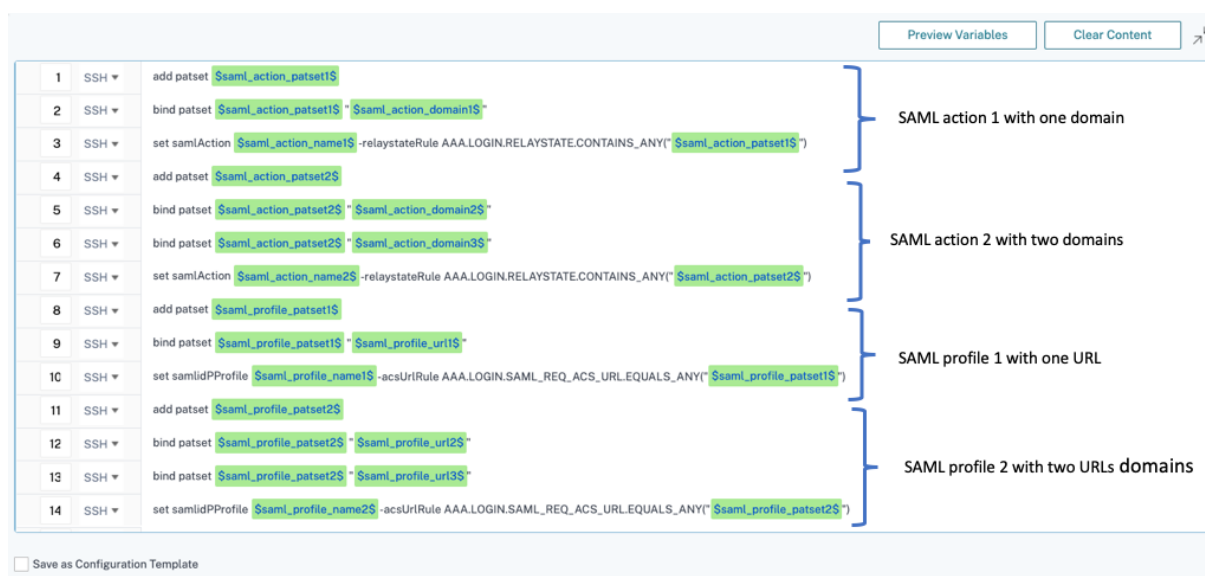 Preview Variables
Clear Content
1 SSH add patset $saml_action_patset1$
2 SSH bind patset $saml_action_patset1$ "$saml_action_domain1$"
SAML action 1 with one domain
3 SSH set samlAction $saml_action_name1$ -relaystateRule AAA.LOGIN.RELAYSTATE.CONTAINS_ANY("$saml_action_patset1$")
4 SSH add patset $saml_action_patset2$
5 SSH bind patset $saml_action_patset2$ "$saml_action_domain2$"
6 SSH bind patset $saml_action_patset2$ "$saml_action_domain3$"
SAML action 2 with two domains
7 SSH set samlAction $saml_action_name2$ -relaystateRule AAA.LOGIN.RELAYSTATE.CONTAINS_ANY("$saml_action_patset2$")
8 SSH add patset $saml_profile_patset1$
9 SSH bind patset $saml_profile_patset1$ "$saml_profile_url1$"
SAML profile 1 with one URL
10 SSH set samlidPProfile $saml_profile_name1$ -acsUrlRule AAA.LOGIN.SAML_REQ_ACS_URL.EQUALS_ANY("$saml_profile_patset1$")
11 SSH add patset $saml_profile_patset2$
12 SSH bind patset $saml_profile_patset2$ "$saml_profile_url2$"
13 SSH bind patset $saml_profile_patset2$ "$saml_profile_url3$"
SAML profile 2 with two URLs domains
14 SSH set samlidPProfile $saml_profile_name2$ -acsUrlRule AAA.LOGIN.SAML_REQ_ACS_URL.EQUALS_ANY("$saml_profile_patset2$")
Save as Configuration Template